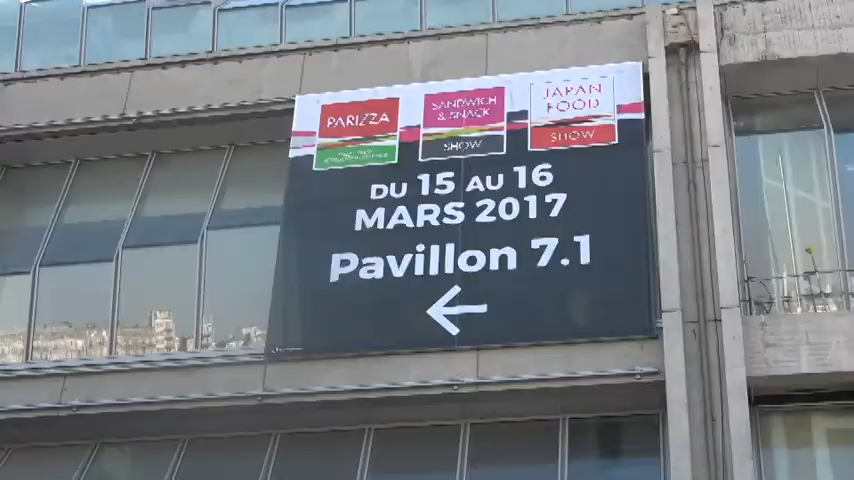 PARIZZA
SANDWICH
& SNACK
SHOW
JAPAN
FOOD
SHOW
DU 15 AU 16
MARS 2017
Pavillon 7.1